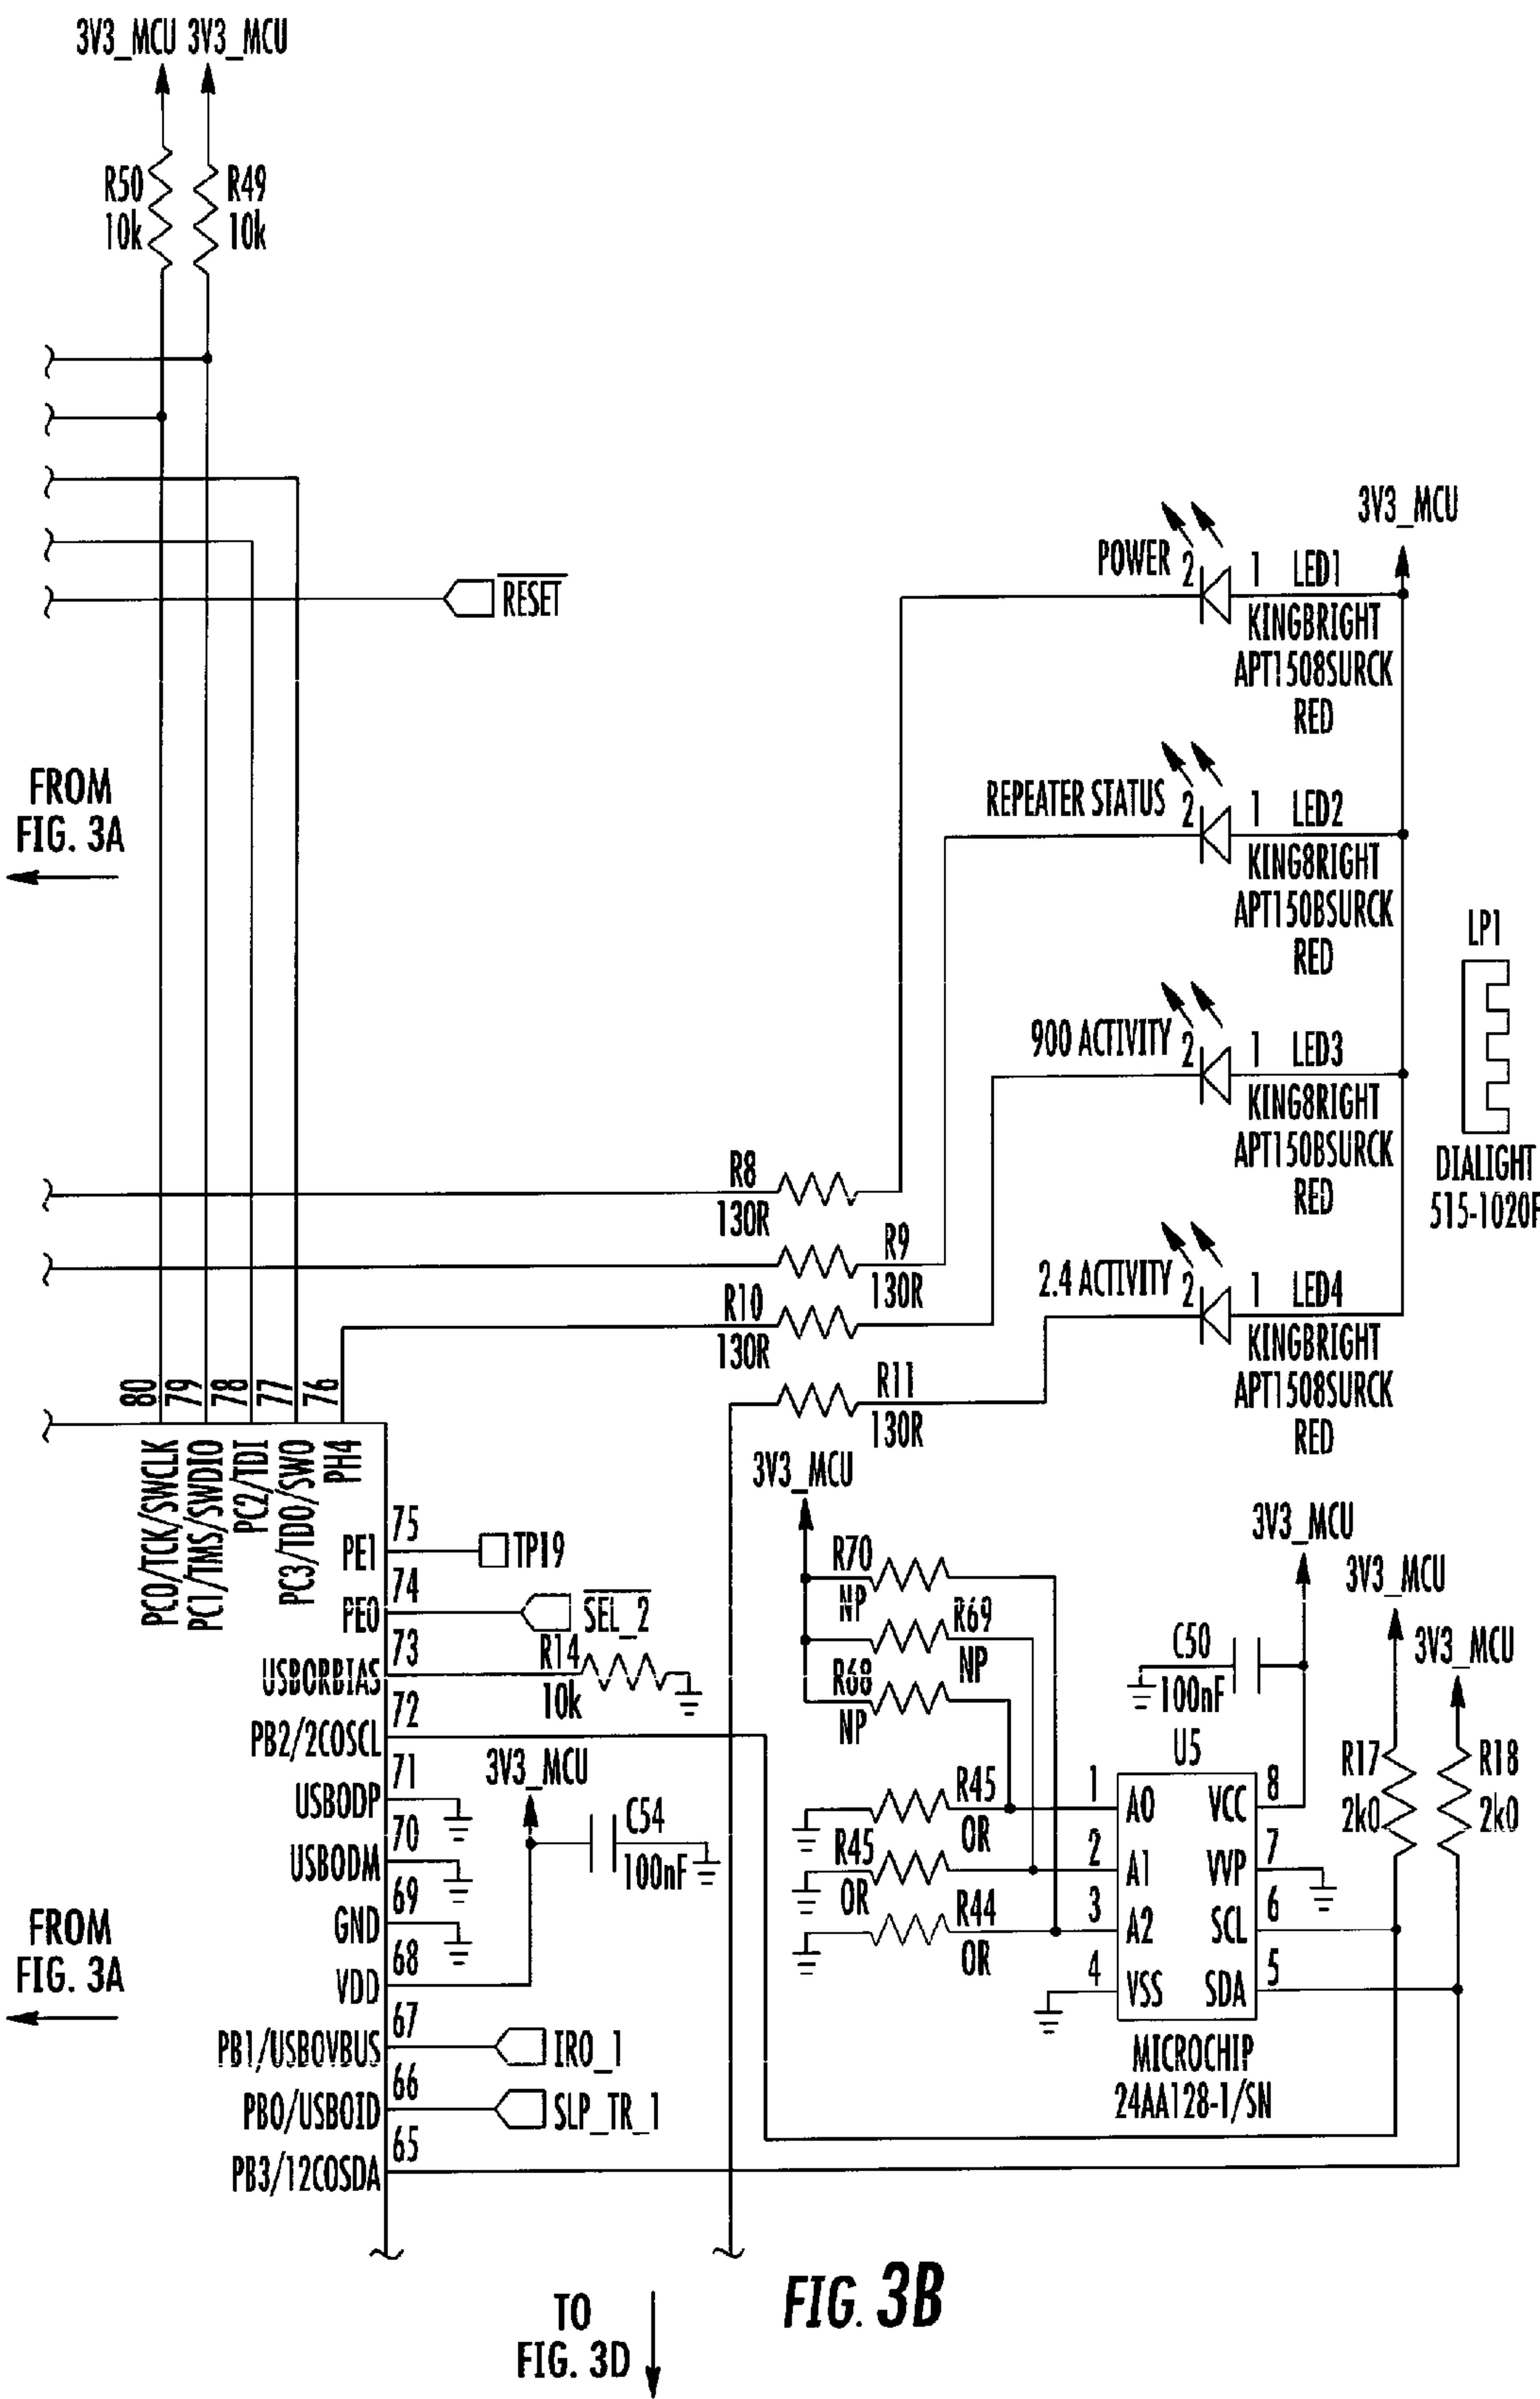 3V3_MCU 3V3_MCU
R50
10k
R49
10k
RESET
FROM
FIG. 3A
3V3_MCU
POWER
2
1
LED1
KINGBRIGHT
APT1508SURCK
RED
REPEATER STATUS
2
1
LED2
KING8RIGHT
APT150BSURCK
RED
900 ACTIVITY
2
1
LED3
KING8RIGHT
APT150BSURCK
RED
2.4 ACTIVITY
2
1
LED4
KINGBRIGHT
APT1508SURCK
RED
LP1
DIALIGHT
515-1020F
R8
130R
R9
130R
R10
130R
R11
130R
80
79
78
77
76
PC0/TCK/SWCLK
PC1/TMS/SWDIO
PC2/TDI
PC3/TDO/SWO
PH4
75
PE1
TP19
74
PE0
SEL_2
73
USBORBIAS
R14
10k
72
PB2/2COSCL
71
USBODP
70
USBODM
69
GND
68
VDD
3V3_MCU
C54
100nF
67
PB1/USBOVBUS
IRO_1
66
PB0/USBOID
SLP_TR_1
65
PB3/12COSDA
FROM
FIG. 3A
3V3_MCU
R70
NP
R69
NP
R68
NP
R45
OR
R45
OR
R44
OR
3V3_MCU
C50
100nF
U5
1
A0
2
A1
3
A2
4
VSS
VCC
8
VVP
7
SCL
6
SDA
5
MICROCHIP
24AA128-1/SN
3V3_MCU
R17
2k0
3V3_MCU
R18
2k0
TO
FIG. 3D
FIG. 3B